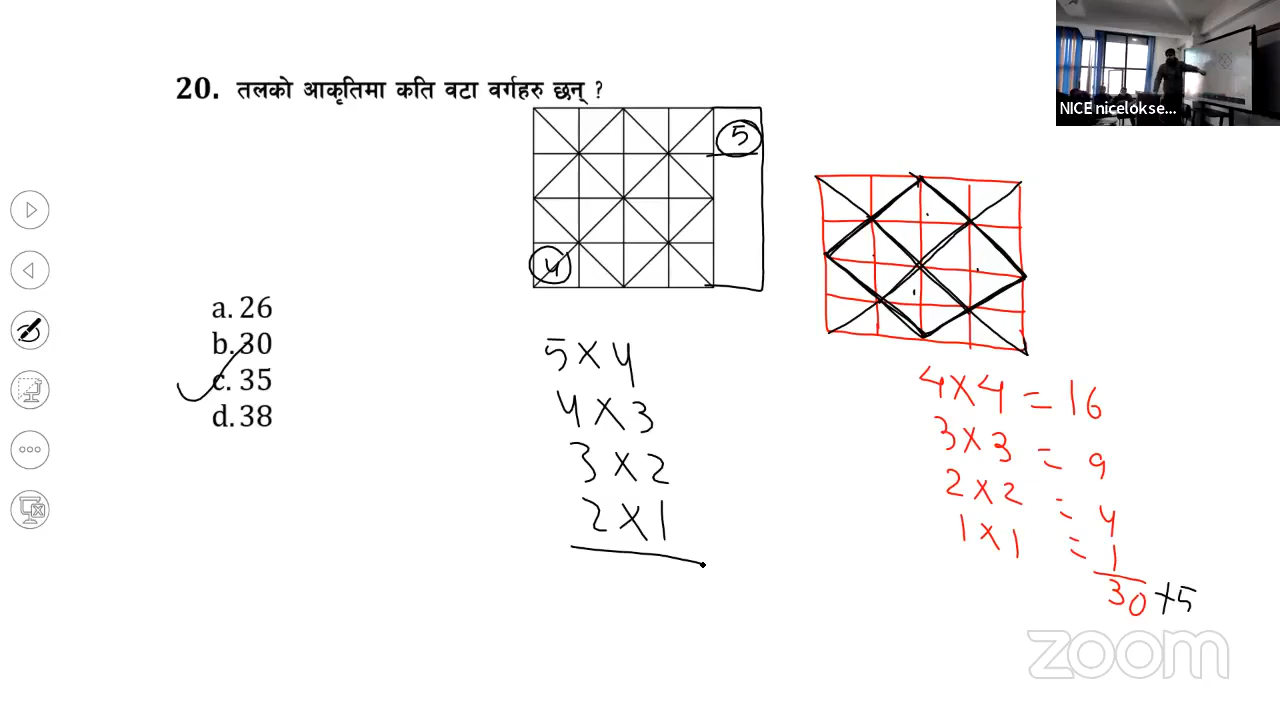 NICE nicelokse...
20. तलको आकृतिमा कति वटा वर्गहरु छन् ?
5
4
a. 26
b. 30
c. 35
d. 38
5 X 4
4 X 3
3 X 2
2 X 1
4 X 4 = 16
3 X 3 = 9
2 X 2 = 4
1 X 1 = 1
30 + 5
zoom